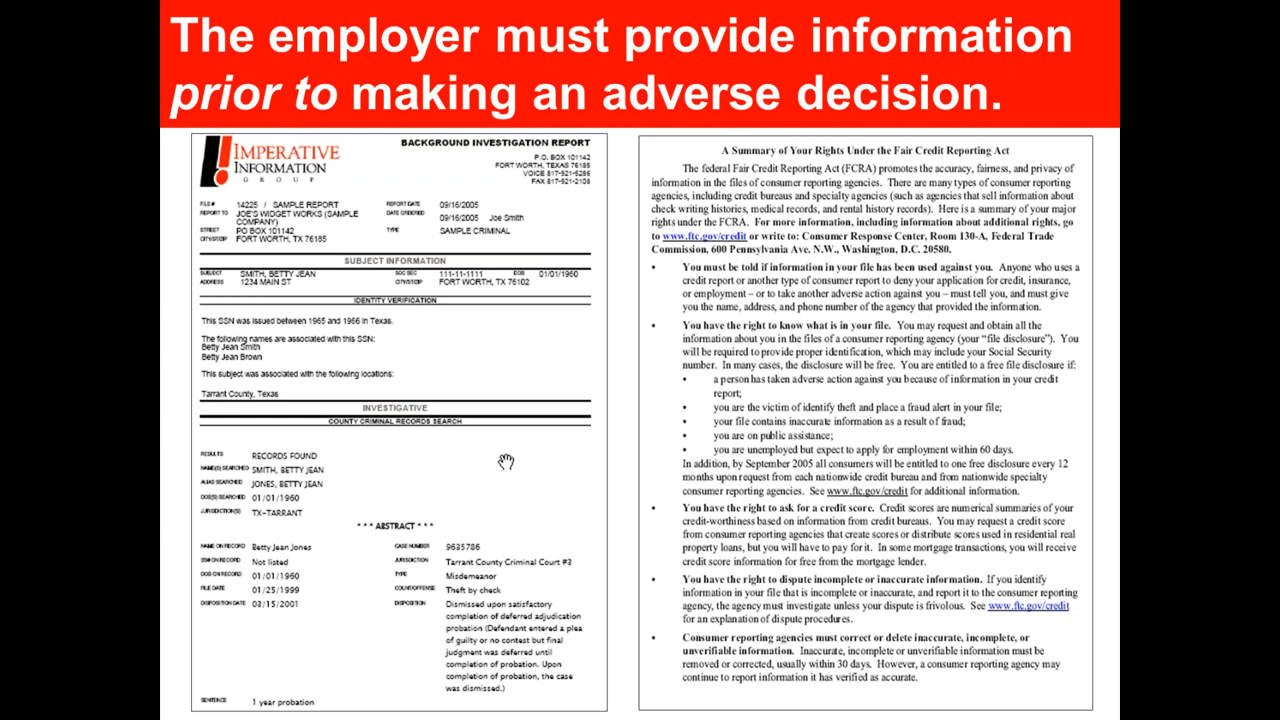 The employer must provide information
prior to making an adverse decision.
IMPERATIVE
INFORMATION
GROUP
BACKGROUND INVESTIGATION REPORT
P.O. BOX 101142
FORT WORTH, TEXAS 76185
VOICE 817-921-5286
FAX 817-921-2108
FILE # 14225 / SAMPLE REPORT REPORT DATE 09/16/2005
REPORT TO JOE'S WIDGET WORKS (SAMPLE DATE ORDERED 09/16/2005 Joe Smith
COMPANY)
STREET PO BOX 101142 TYPE SAMPLE CRIMINAL
CITY/ST/ZIP FORT WORTH, TX 76185
SUBJECT INFORMATION
SUBJECT SMITH, BETTY JEAN SOC SEC 111-11-1111 DOB 01/01/1960
ADDRESS 1234 MAIN ST CITY/ST/ZIP FORT WORTH, TX 76102
IDENTITY VERIFICATION
This SSN was issued between 1965 and 1966 in Texas.
The following names are associated with this SSN:
Betty Jean Smith
Betty Jean Brown
This subject was associated with the following locations:
Tarrant County, Texas
INVESTIGATIVE
COUNTY CRIMINAL RECORDS SEARCH
RESULTS RECORDS FOUND
NAME(S) SEARCHED SMITH, BETTY JEAN
ALIAS SEARCHED JONES, BETTY JEAN
DOB(S) SEARCHED 01/01/1960
JURISDICTION(S) TX-TARRANT
* * * ABSTRACT * * *
NAME ON RECORD Betty Jean Jones CASE NUMBER 9635786
SS# ON RECORD Not listed JURISDICTION Tarrant County Criminal Court #3
DOB ON RECORD 01/01/1960 TYPE Misdemeanor
FILE DATE 01/25/1999 COUNT/OFFENSE Theft by check
DISPOSITION DATE 03/15/2001 DISPOSITION Dismissed upon satisfactory
completion of deferred adjudication
probation (Defendant entered a plea
of guilty or no contest but final
judgment was deferred until
completion of probation. Upon
completion of probation, the case
was dismissed.)
SENTENCE 1 year probation
A Summary of Your Rights Under the Fair Credit Reporting Act
The federal Fair Credit Reporting Act (FCRA) promotes the accuracy, fairness, and privacy of
information in the files of consumer reporting agencies. There are many types of consumer reporting
agencies, including credit bureaus and specialty agencies (such as agencies that sell information about
check writing histories, medical records, and rental history records). Here is a summary of your major
rights under the FCRA. For more information, including information about additional rights, go
to www.ftc.gov/credit or write to: Consumer Response Center, Room 130-A, Federal Trade
Commission, 600 Pennsylvania Ave. N.W., Washington, D.C. 20580.
• You must be told if information in your file has been used against you. Anyone who uses a
credit report or another type of consumer report to deny your application for credit, insurance,
or employment – or to take another adverse action against you – must tell you, and must give
you the name, address, and phone number of the agency that provided the information.
• You have the right to know what is in your file. You may request and obtain all the
information about you in the files of a consumer reporting agency (your “file disclosure”). You
will be required to provide proper identification, which may include your Social Security
number. In many cases, the disclosure will be free. You are entitled to a free file disclosure if:
• a person has taken adverse action against you because of information in your credit
report;
• you are the victim of identify theft and place a fraud alert in your file;
• your file contains inaccurate information as a result of fraud;
• you are on public assistance;
• you are unemployed but expect to apply for employment within 60 days.
In addition, by September 2005 all consumers will be entitled to one free disclosure every 12
months upon request from each nationwide credit bureau and from nationwide specialty
consumer reporting agencies. See www.ftc.gov/credit for additional information.
• You have the right to ask for a credit score. Credit scores are numerical summaries of your
credit-worthiness based on information from credit bureaus. You may request a credit score
from consumer reporting agencies that create scores or distribute scores used in residential real
property loans, but you will have to pay for it. In some mortgage transactions, you will receive
credit score information for free from the mortgage lender.
• You have the right to dispute incomplete or inaccurate information. If you identify
information in your file that is incomplete or inaccurate, and report it to the consumer reporting
agency, the agency must investigate unless your dispute is frivolous. See www.ftc.gov/credit
for an explanation of dispute procedures.
• Consumer reporting agencies must correct or delete inaccurate, incomplete, or
unverifiable information. Inaccurate, incomplete or unverifiable information must be
removed or corrected, usually within 30 days. However, a consumer reporting agency may
continue to report information it has verified as accurate.